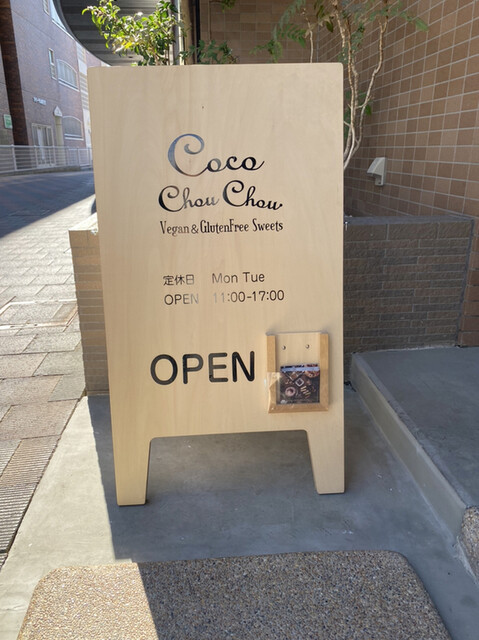 Coco
Chou Chou
Vegan & GlutenFree Sweets
定休日 Mon Tue
OPEN 11:00-17:00
OPEN